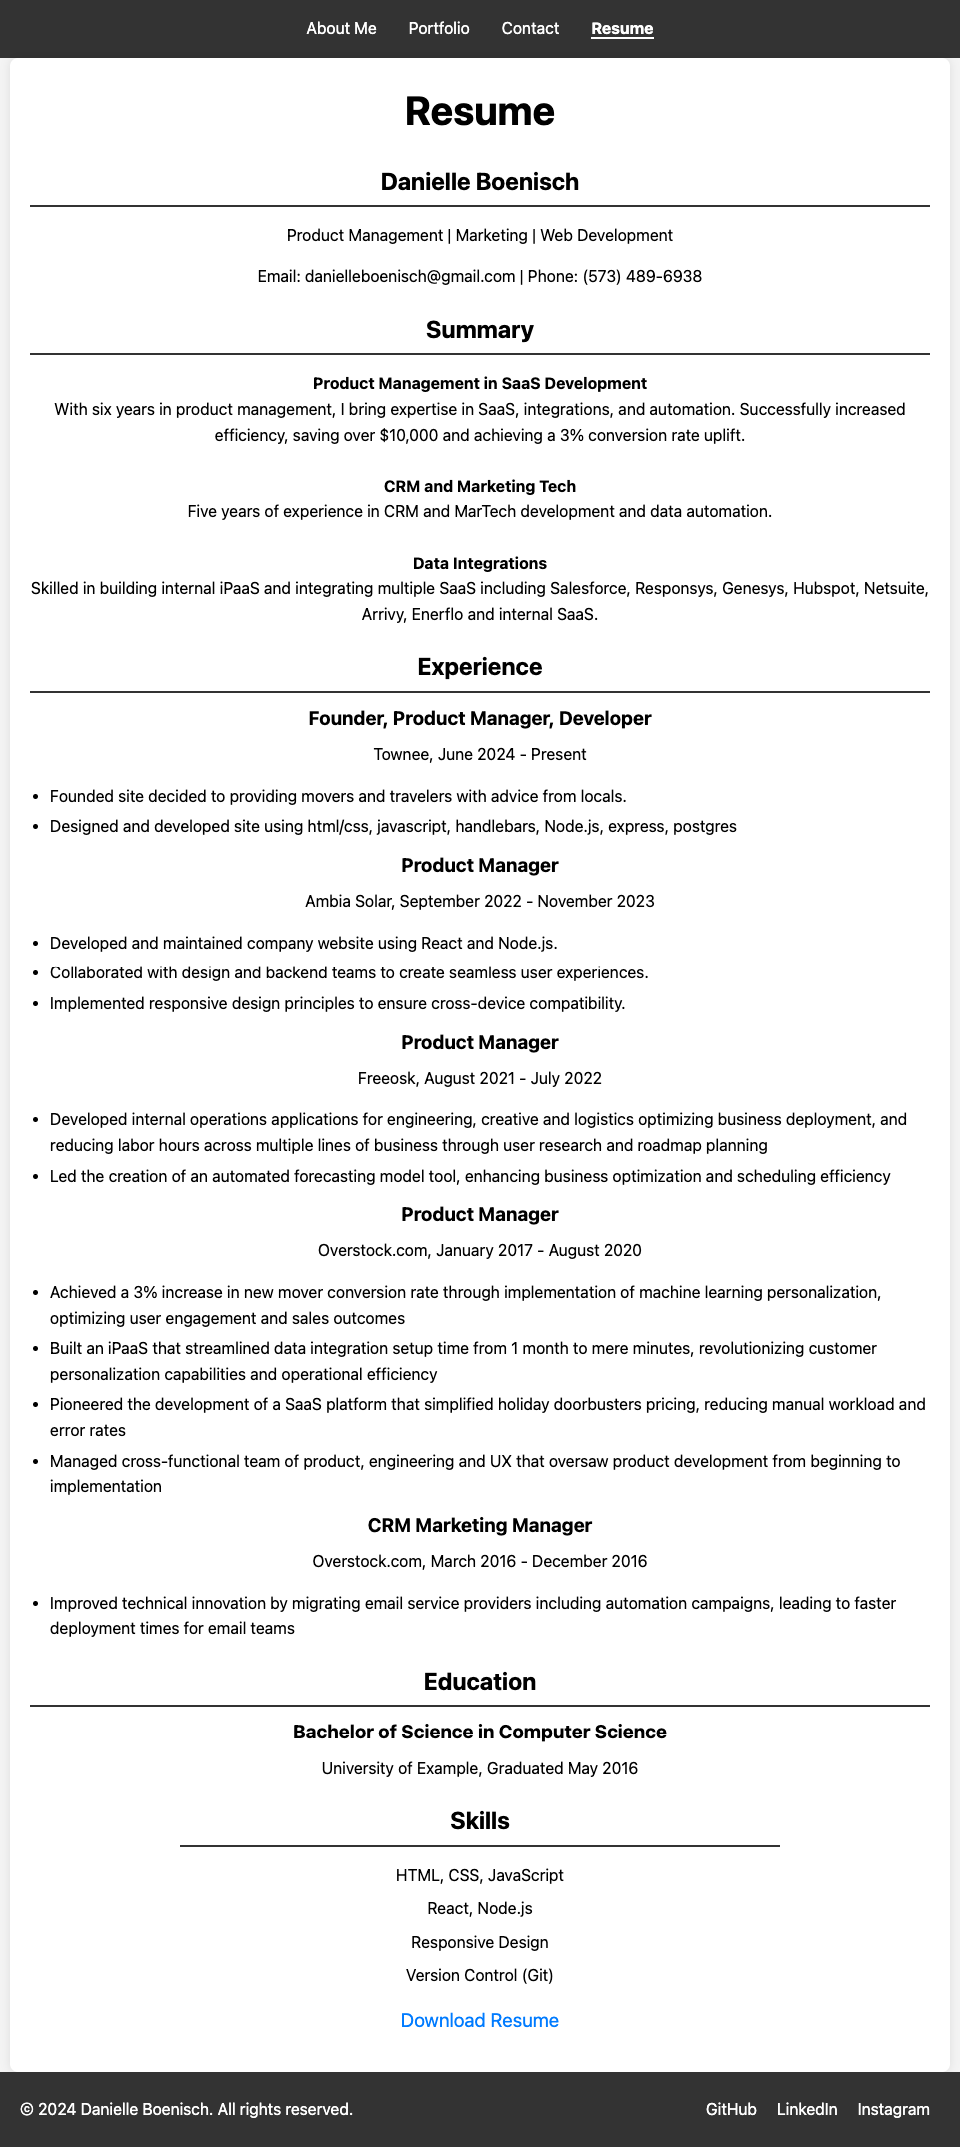 About Me Portfolio Contact Resume
Resume
Danielle Boenisch
Product Management | Marketing | Web Development
Email: danielleboenisch@gmail.com | Phone: (573) 489-6938
Summary
Product Management in SaaS Development
With six years in product management, I bring expertise in SaaS, integrations, and automation. Successfully increased
efficiency, saving over $10,000 and achieving a 3% conversion rate uplift.
CRM and Marketing Tech
Five years of experience in CRM and MarTech development and data automation.
Data Integrations
Skilled in building internal iPaaS and integrating multiple SaaS including Salesforce, Responsys, Genesys, Hubspot, Netsuite,
Arrivy, Enerflo and internal SaaS.
Experience
Founder, Product Manager, Developer
Townee, June 2024 - Present
• Founded site decided to providing movers and travelers with advice from locals.
• Designed and developed site using html/css, javascript, handlebars, Node.js, express, postgres
Product Manager
Ambia Solar, September 2022 - November 2023
• Developed and maintained company website using React and Node.js.
• Collaborated with design and backend teams to create seamless user experiences.
• Implemented responsive design principles to ensure cross-device compatibility.
Product Manager
Freeosk, August 2021 - July 2022
• Developed internal operations applications for engineering, creative and logistics optimizing business deployment, and
reducing labor hours across multiple lines of business through user research and roadmap planning
• Led the creation of an automated forecasting model tool, enhancing business optimization and scheduling efficiency
Product Manager
Overstock.com, January 2017 - August 2020
• Achieved a 3% increase in new mover conversion rate through implementation of machine learning personalization,
optimizing user engagement and sales outcomes
• Built an iPaaS that streamlined data integration setup time from 1 month to mere minutes, revolutionizing customer
personalization capabilities and operational efficiency
• Pioneered the development of a SaaS platform that simplified holiday doorbusters pricing, reducing manual workload and
error rates
• Managed cross-functional team of product, engineering and UX that oversaw product development from beginning to
implementation
CRM Marketing Manager
Overstock.com, March 2016 - December 2016
• Improved technical innovation by migrating email service providers including automation campaigns, leading to faster
deployment times for email teams
Education
Bachelor of Science in Computer Science
University of Example, Graduated May 2016
Skills
HTML, CSS, JavaScript
React, Node.js
Responsive Design
Version Control (Git)
Download Resume
© 2024 Danielle Boenisch. All rights reserved. GitHub LinkedIn Instagram